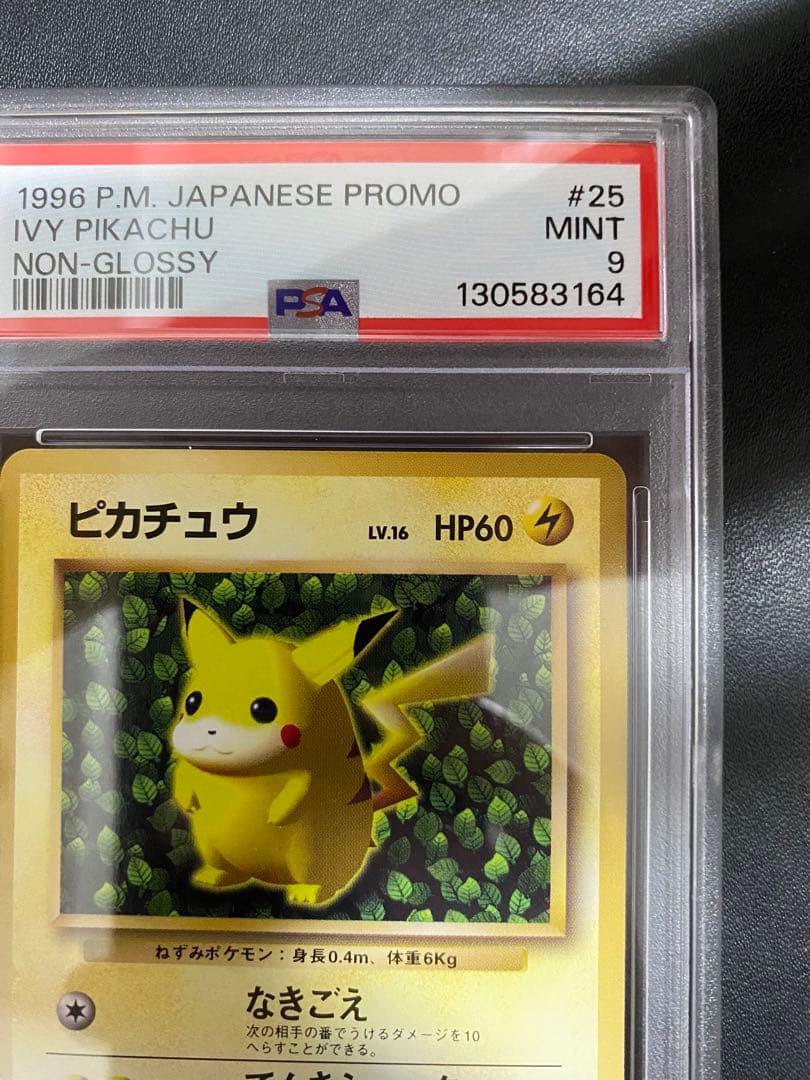 1996 P.M. JAPANESE PROMO #25
IVY PIKACHU MINT
NON-GLOSSY 9
PSA 130583164
ピカチュウ LV.16 HP60
ねずみポケモン：身長0.4m、体重6Kg
なきごえ
次の相手の番でうけるダメージを10
へらすことができる。